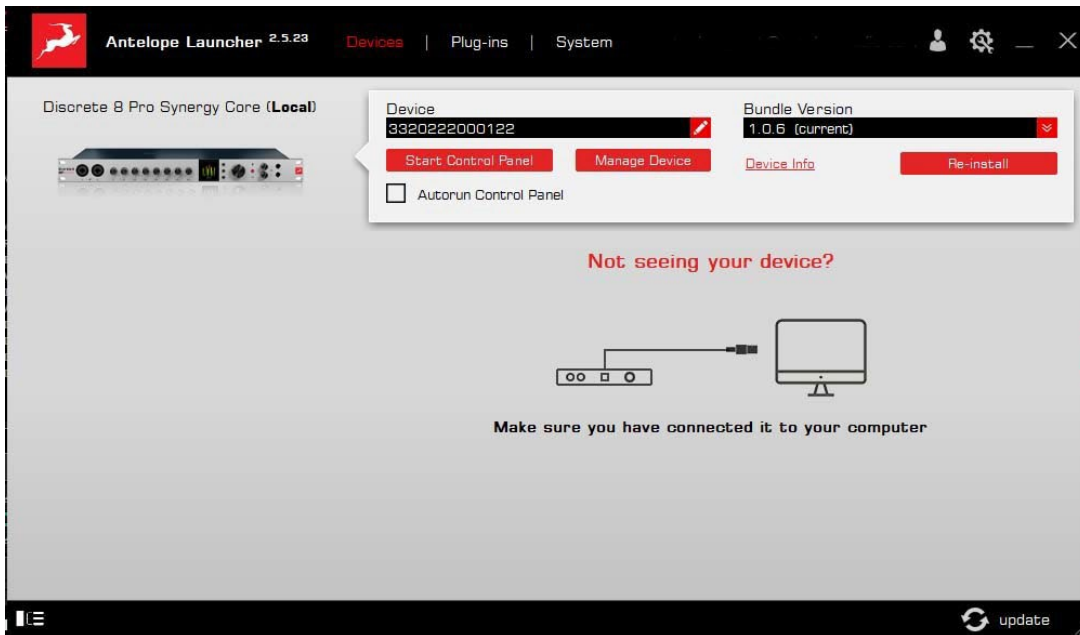 Antelope Launcher 2.5.23 Devices | Plug-ins | System
Discrete 8 Pro Synergy Core (Local)
Device
Bundle Version
3320222000122
1.0.6 (current)
Start Control Panel
Manage Device
Device Info
Re-install
Autorun Control Panel
Not seeing your device?
Make sure you have connected it to your computer
update